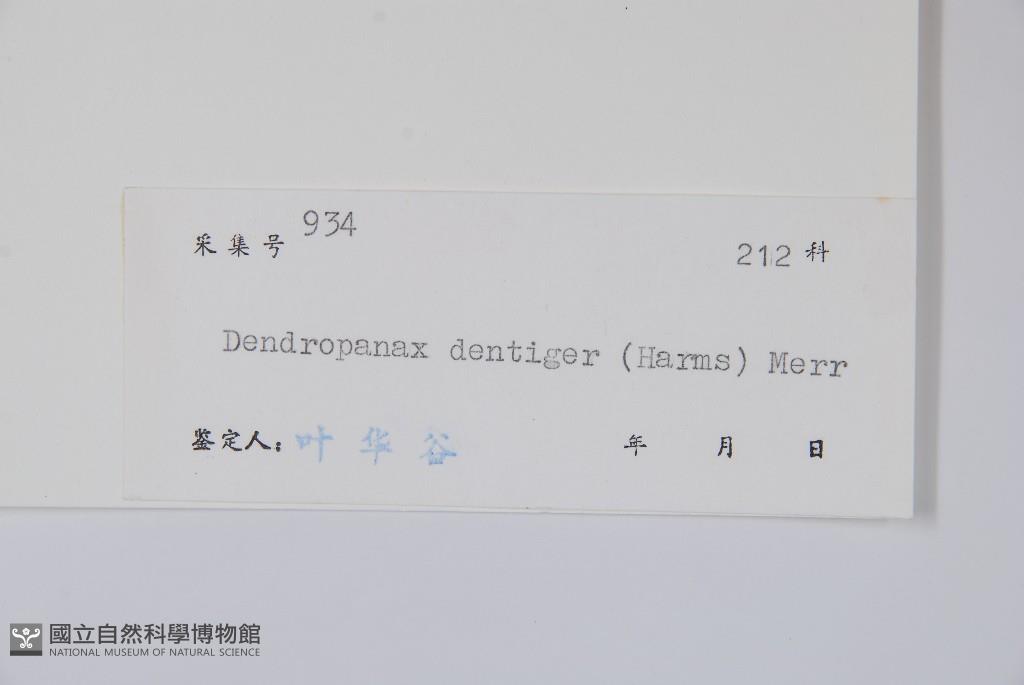 采集号 934
212 科
Dendropanax dentiger (Harms) Merr
鉴定人: 叶华谷 年 月 日
國立自然科學博物館
NATIONAL MUSEUM OF NATURAL SCIENCE